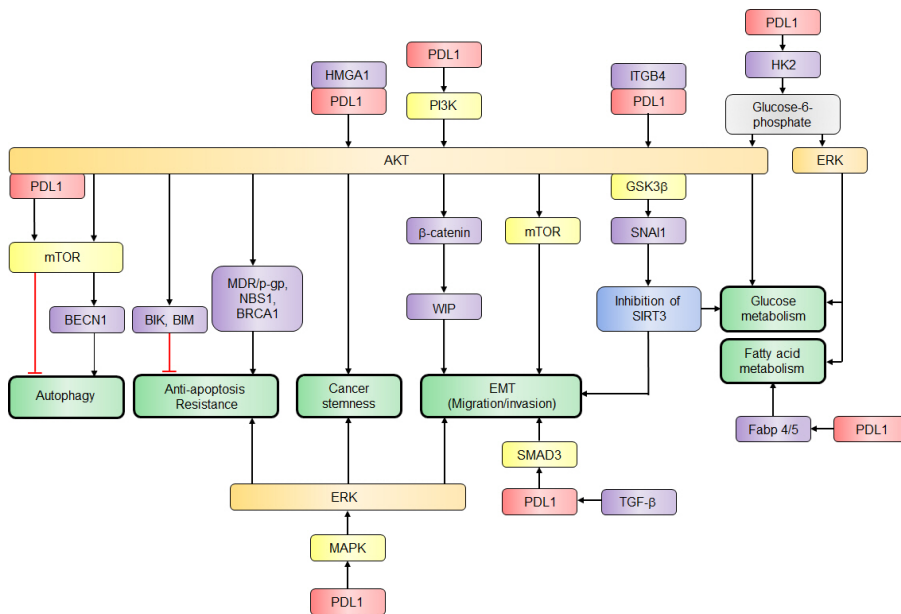 PDL1
HMGA1
PDL1
PDL1
PI3K
ITGB4
PDL1
HK2
Glucose-6-
phosphate
AKT
ERK
PDL1
GSK3β
mTOR
β-catenin
mTOR
SNAI1
MDR/p-gp,
NBS1,
BRCA1
BECN1
BIK, BIM
WIP
Inhibition of
SIRT3
Glucose
metabolism
Fatty acid
metabolism
Autophagy
Anti-apoptosis
Resistance
Cancer
stemness
EMT
(Migration/invasion)
Fabp 4/5
PDL1
SMAD3
ERK
PDL1
TGF-β
MAPK
PDL1